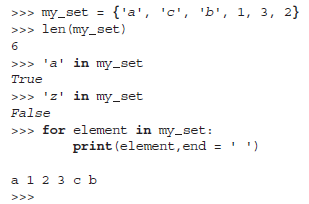 >>> my_set = {'a', 'c', 'b', 1, 3, 2}
>>> len(my_set)
6
>>> 'a' in my_set
True
>>> 'z' in my_set
False
>>> for element in my_set:
        print(element,end = ' ')

a 1 2 3 c b
>>>